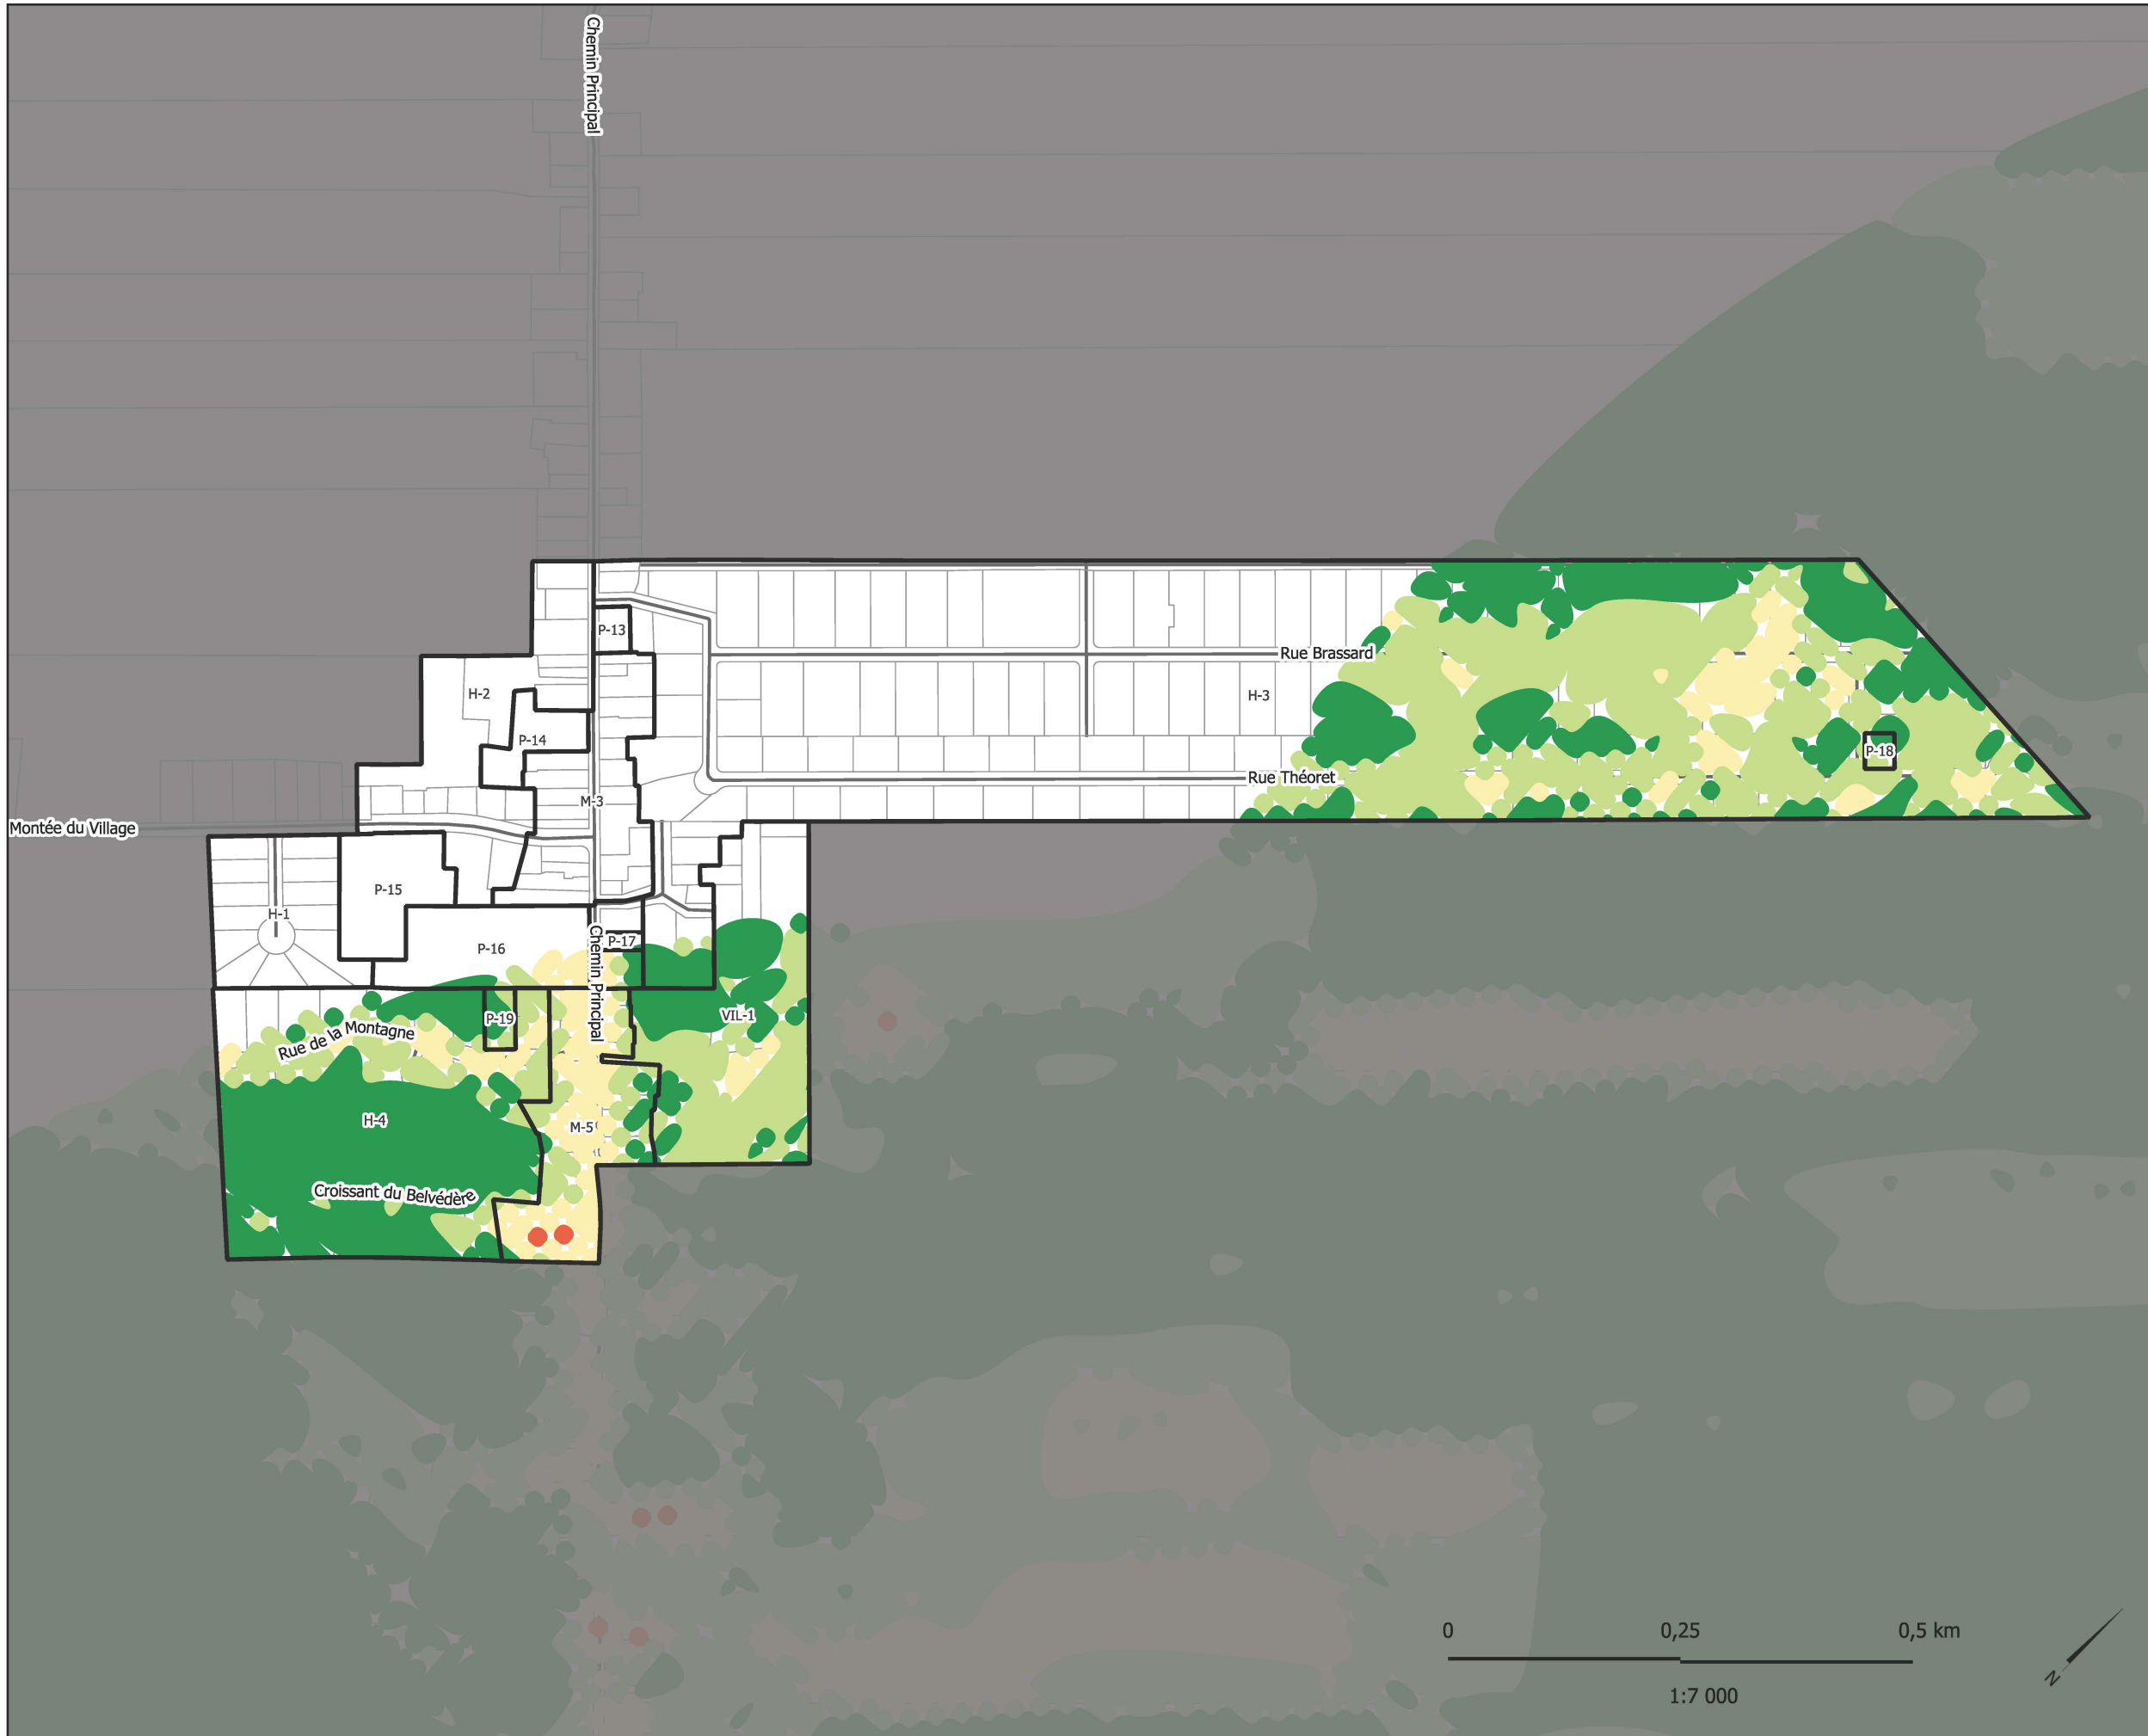 Chemin Principal
P-13
Rue Brassard
H-2
H-3
P-14
P-18
Rue Théoret
M-3
Montée du Village
P-15
H-1
P-17
P-16
Chemin Principal
VIL-1
P-19
Rue de la Montagne
H-4
M-5
Croissant du Belvédère
0
0,25
0,5 km
1:7 000
N